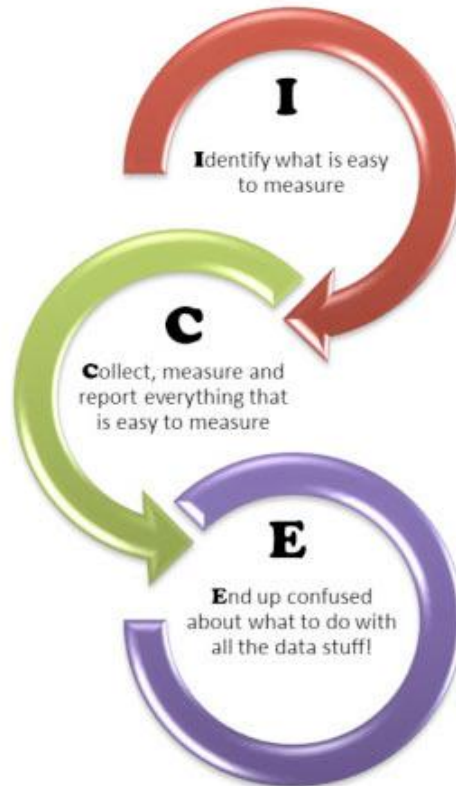 I
Identify what is easy
to measure
C
Collect, measure and
report everything that
is easy to measure
E
End up confused
about what to do with
all the data stuff!